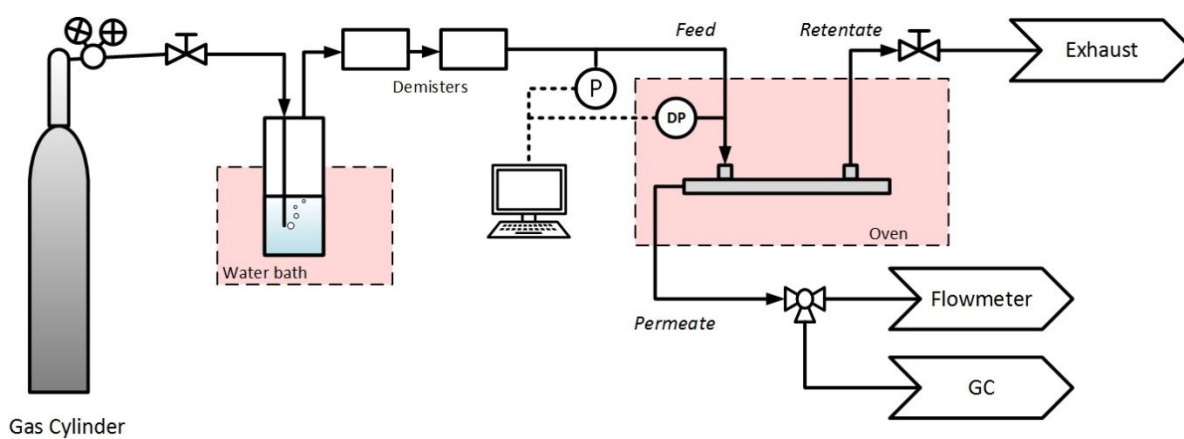 Feed
Retentate
Exhaust
Demisters
P
DP
Oven
Water bath
Permeate
Flowmeter
GC
Gas Cylinder